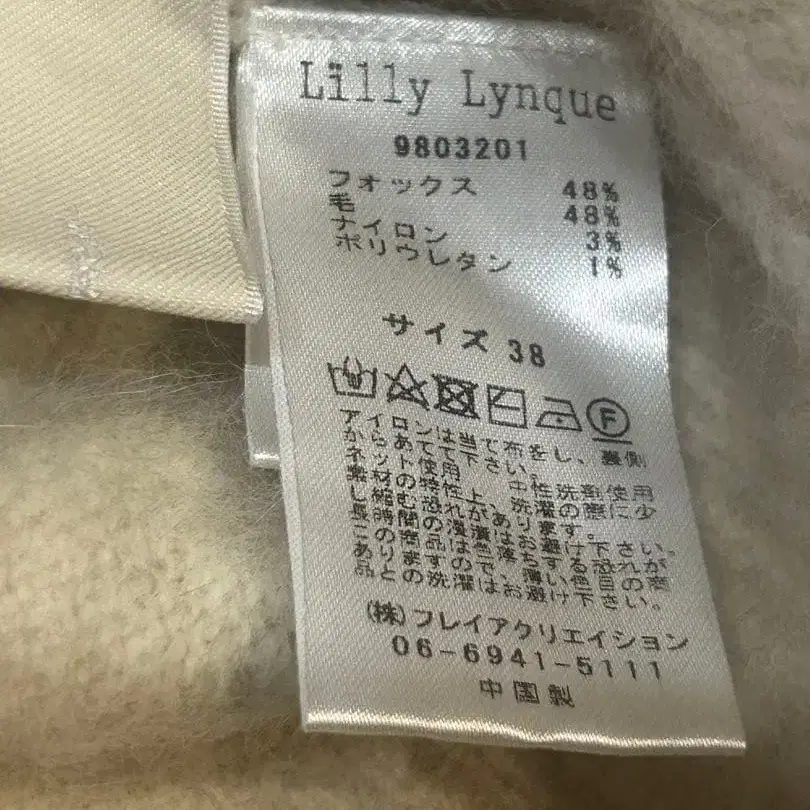 Lilly Lynque
9803201
フォックス 48%
毛 48%
ナイロン 3%
ポリウレタン 1%
サイズ 38
F
アイロンは当て布をし、裏側
からあてて下さい。
ネット使用 中性洗剤使用
素材の特性上、洗濯の際に少
し縮む恐れがあります。
長時間の浸漬はお避け下さい。
この商品は色落ちする恐れが
ありますので、薄い色目の商
品との洗濯はお避け下さい。
(株)フレイアクリエイション
06-6941-5111
中国製